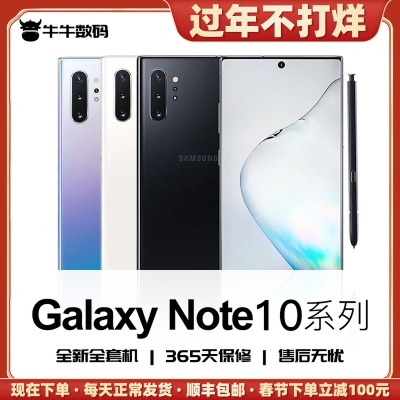 牛牛数码
过年不打烊
SAMSUNG
Galaxy Note10系列
全新全套机 | 365天保修 | 售后无忧
现在下单·每天正常发货·顺丰包邮·春节下单立减100元